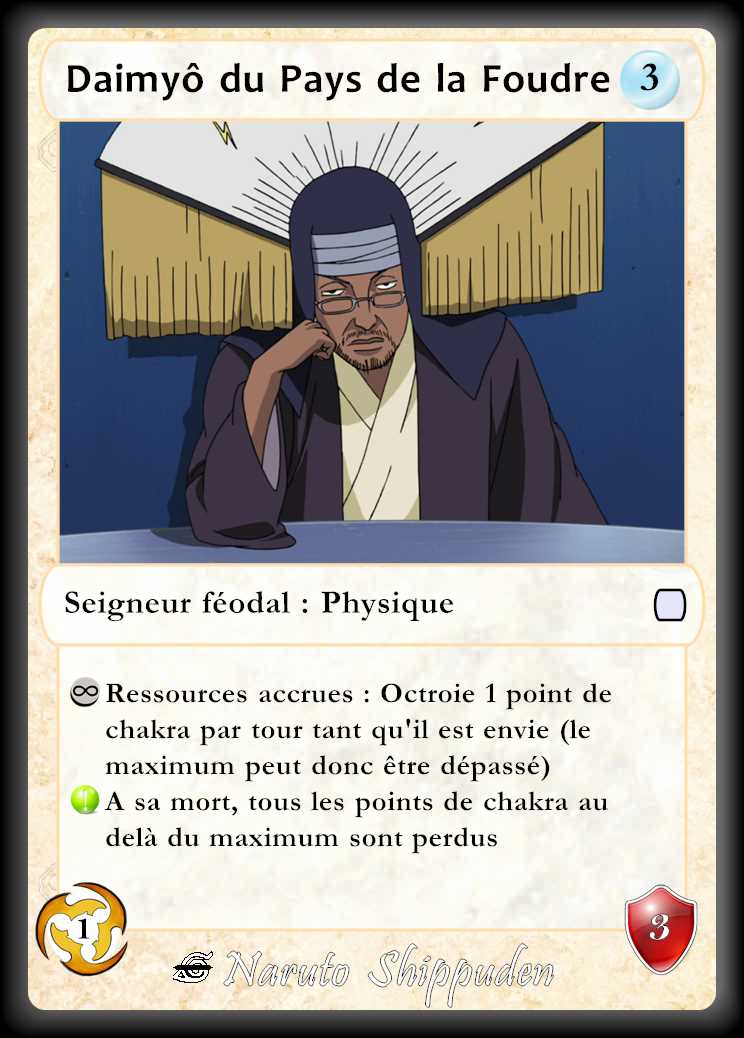 Daimyô du Pays de la Foudre 3
Seigneur féodal : Physique
Ressources accrues : Octroie 1 point de
chakra par tour tant qu'il est envie (le
maximum peut donc être dépassé)
A sa mort, tous les points de chakra au
delà du maximum sont perdus
1
3
Naruto Shippuden